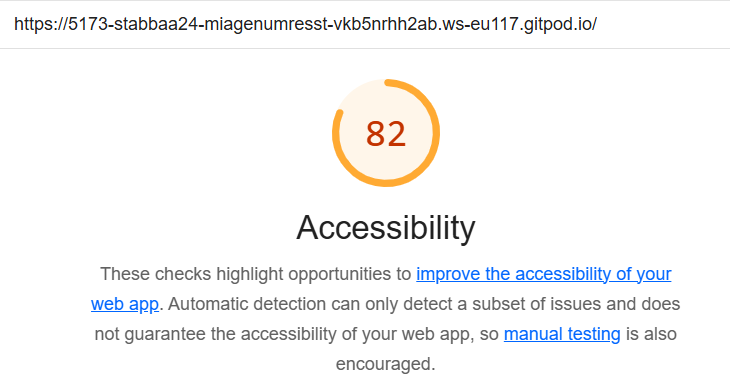 https://5173-stabbaa24-miagenumresst-vkb5nrhh2ab.ws-eu117.gitpod.io/
82
Accessibility
These checks highlight opportunities to improve the accessibility of your
web app. Automatic detection can only detect a subset of issues and does
not guarantee the accessibility of your web app, so manual testing is also
encouraged.